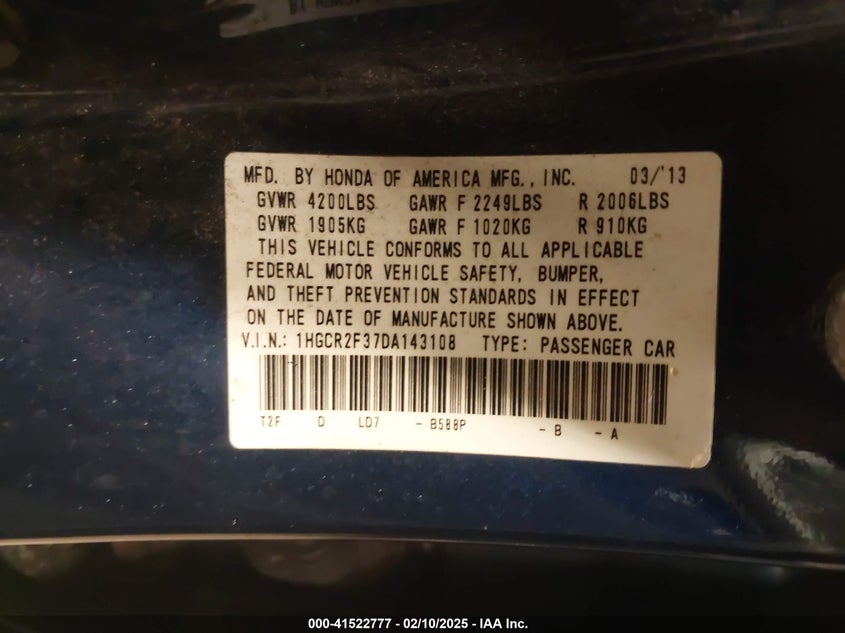 MFD. BY HONDA OF AMERICA MFG., INC. 03/'13
GVWR 4200LBS GAWR F 2249LBS R 2006LBS
GVWR 1905KG GAWR F 1020KG R 910KG
THIS VEHICLE CONFORMS TO ALL APPLICABLE
FEDERAL MOTOR VEHICLE SAFETY, BUMPER,
AND THEFT PREVENTION STANDARDS IN EFFECT
ON THE DATE OF MANUFACTURE SHOWN ABOVE.
V.I.N.: 1HGCR2F37DA143108 TYPE: PASSENGER CAR
T2F D LD7 - B588P - B - A
000-41522777 - 02/10/2025 - IAA Inc.